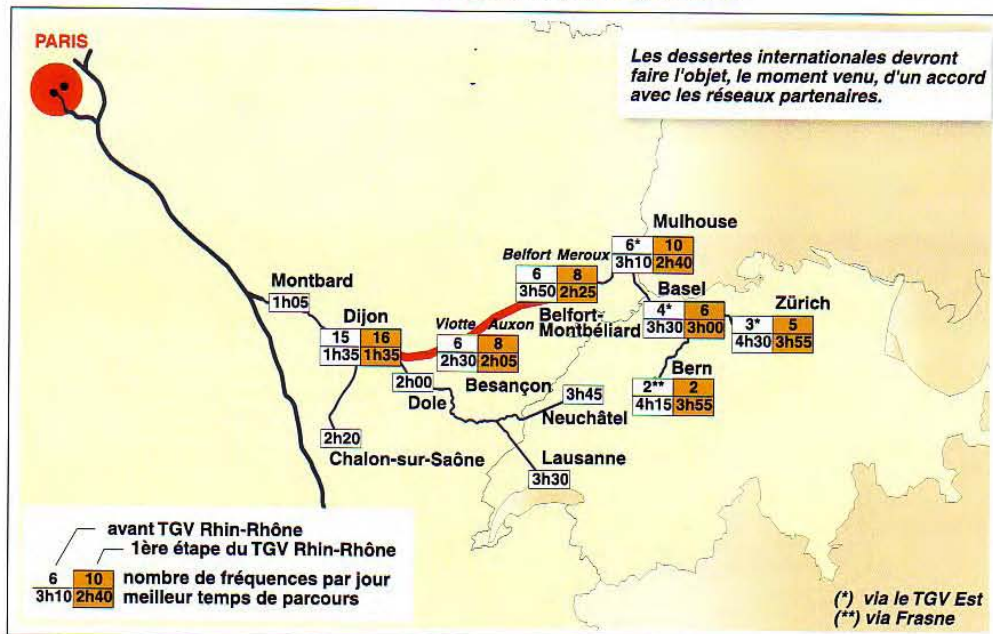 PARIS
Les dessertes internationales devront
faire l'objet, le moment venu, d'un accord
avec les réseaux partenaires.
Mulhouse
6* 10
3h10 2h40
Belfort Meroux
6 8
3h50 2h25
Belfort-
Montbéliard
Montbard
1h05
Basel
4* 6
3h30 3h00
Zürich
3* 5
4h30 3h55
Dijon
15 16
1h35 1h35
Viotte Auxon
6 8
2h30 2h05
Besançon
Bern
2** 2
4h15 3h55
2h00
Dole
3h45
Neuchâtel
2h20
Chalon-sur-Saône
Lausanne
3h30
avant TGV Rhin-Rhône
1ère étape du TGV Rhin-Rhône
6 10 nombre de fréquences par jour
3h10 2h40 meilleur temps de parcours
(*) via le TGV Est
(**) via Frasne